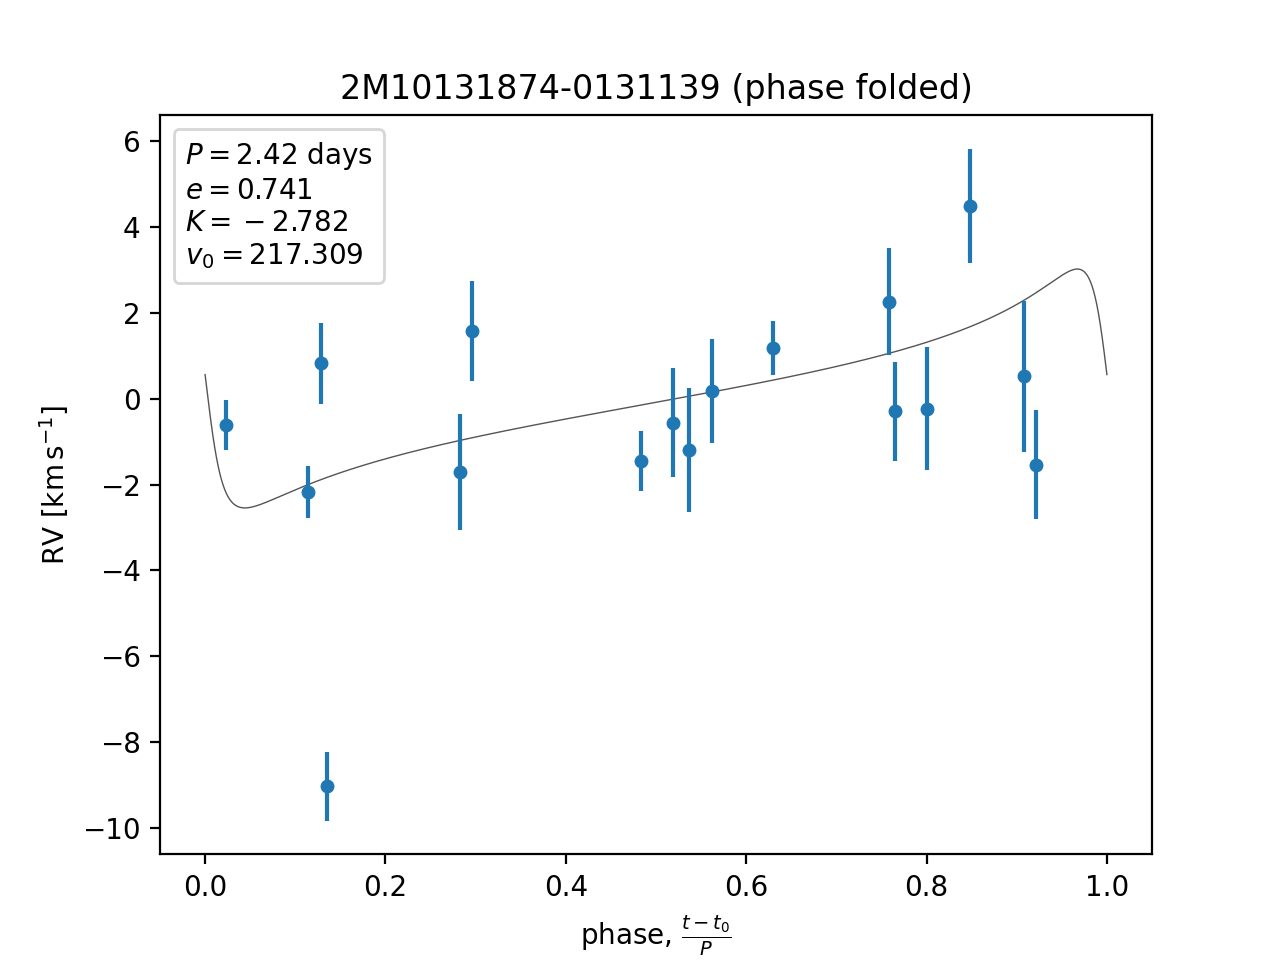 2M10131874-0131139 (phase folded)
P = 2.42 days
e = 0.741
K = −2.782
v₀ = 217.309
RV [km s⁻¹]
6
4
2
0
−2
−4
−6
−8
−10
0.0 0.2 0.4 0.6 0.8 1.0
phase, (t − t₀)/P